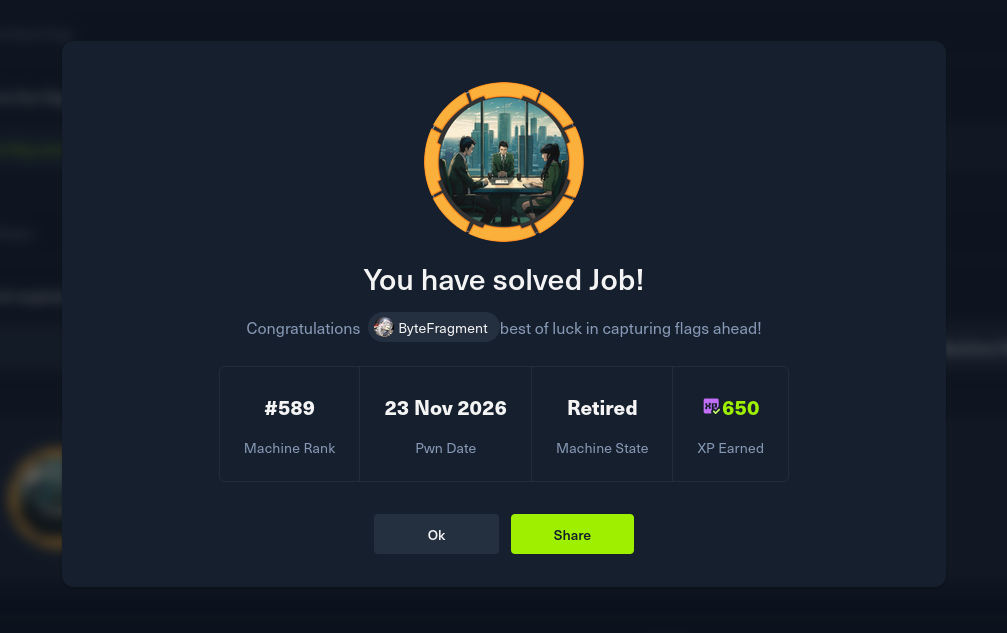 You have solved Job!
Congratulations ByteFragment best of luck in capturing flags ahead!
#589 23 Nov 2026 Retired XP 650
Machine Rank Pwn Date Machine State XP Earned
Ok Share